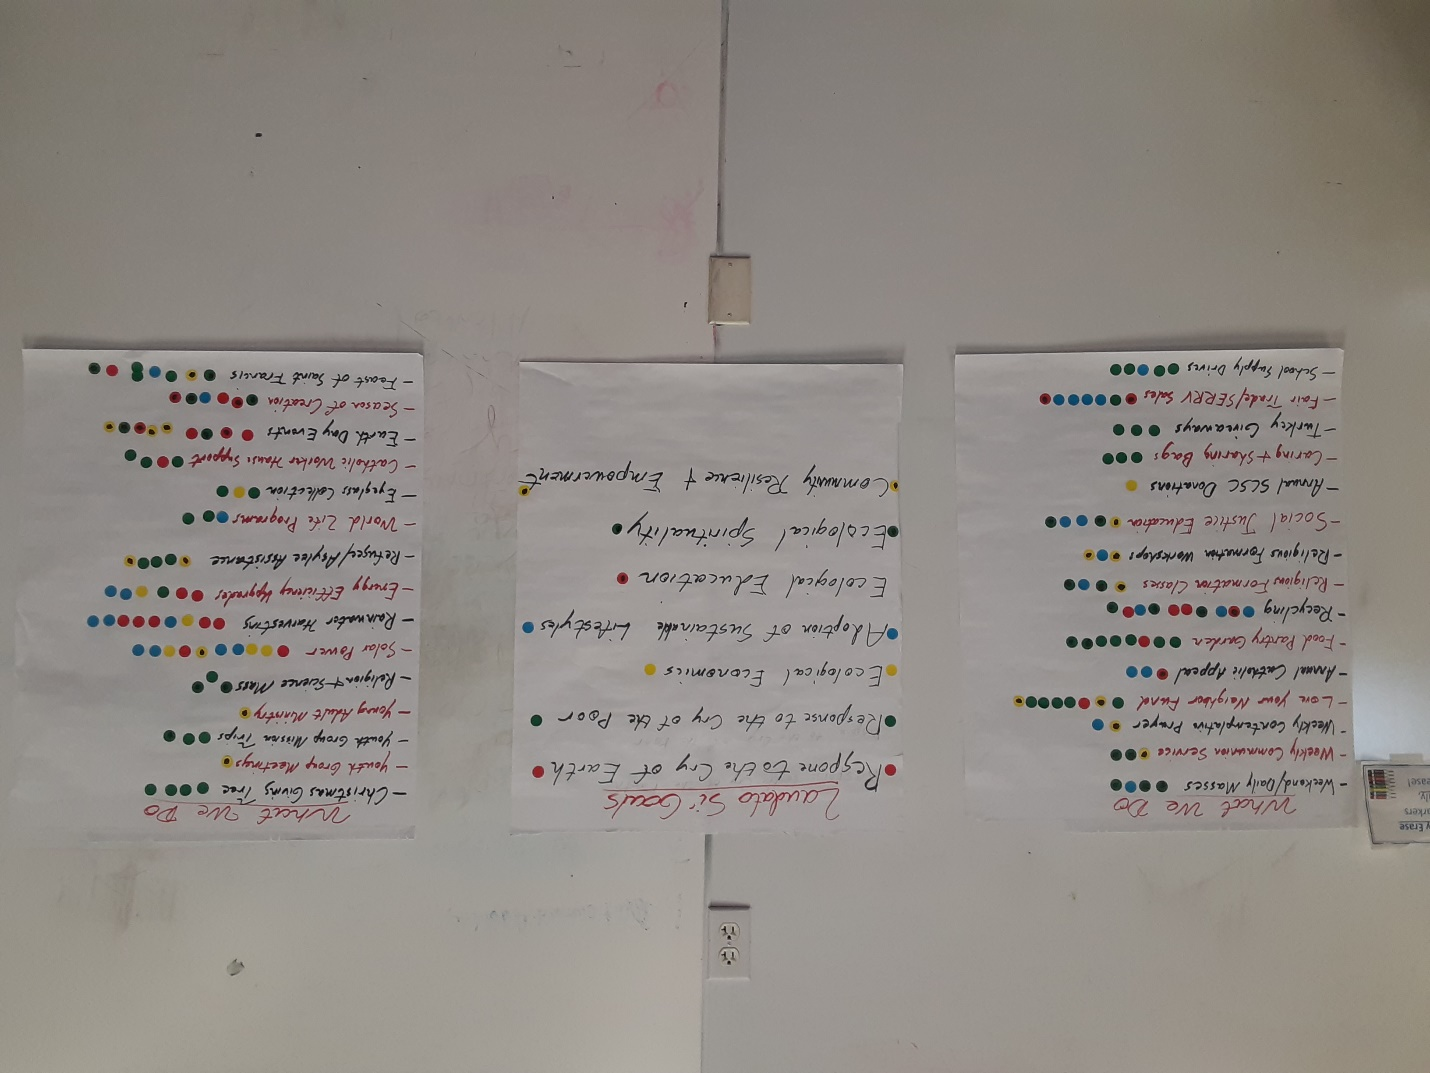 What We Do
- Weekend/Daily Masses
- Weekly Communion Service
- Weekly Contemplative Prayer
- Love your Neighbor Fund
- Annual Catholic Appeal
- Food Pantry Garden
- Recycling
- Religious Formation Classes
- Religious Formation Workshops
- Social Justice Education
- Annual SCSC Donations
- Caring + Sharing Bags
- Turkey Giveaways
- Fair Trade/SERRV Sales
- School Supply Drives
Laudato Si' Goals
Respone to the Cry of Earth
Response to the Cry of the Poor
Ecological Economics
Adoption of Sustainable Lifestyles
Ecological Education
Ecological Spirituality
Community Resilience + Empowerment
What We Do
- Christmas Giving Tree
- Youth Group Meetings
- Youth Group Mission Trips
- Young Adult Ministry
- Religion + Science Mass
- Solar Power
- Rainwater Harvesting
- Energy Efficiency Upgrades
- Refugee/Asylee Assistance
- World Life Programs
- Eyeglass Collection
- Catholic Worker House Support
- Earth Day Events
- Season of Creation
- Feast of Saint Francis
y Erase
arkers